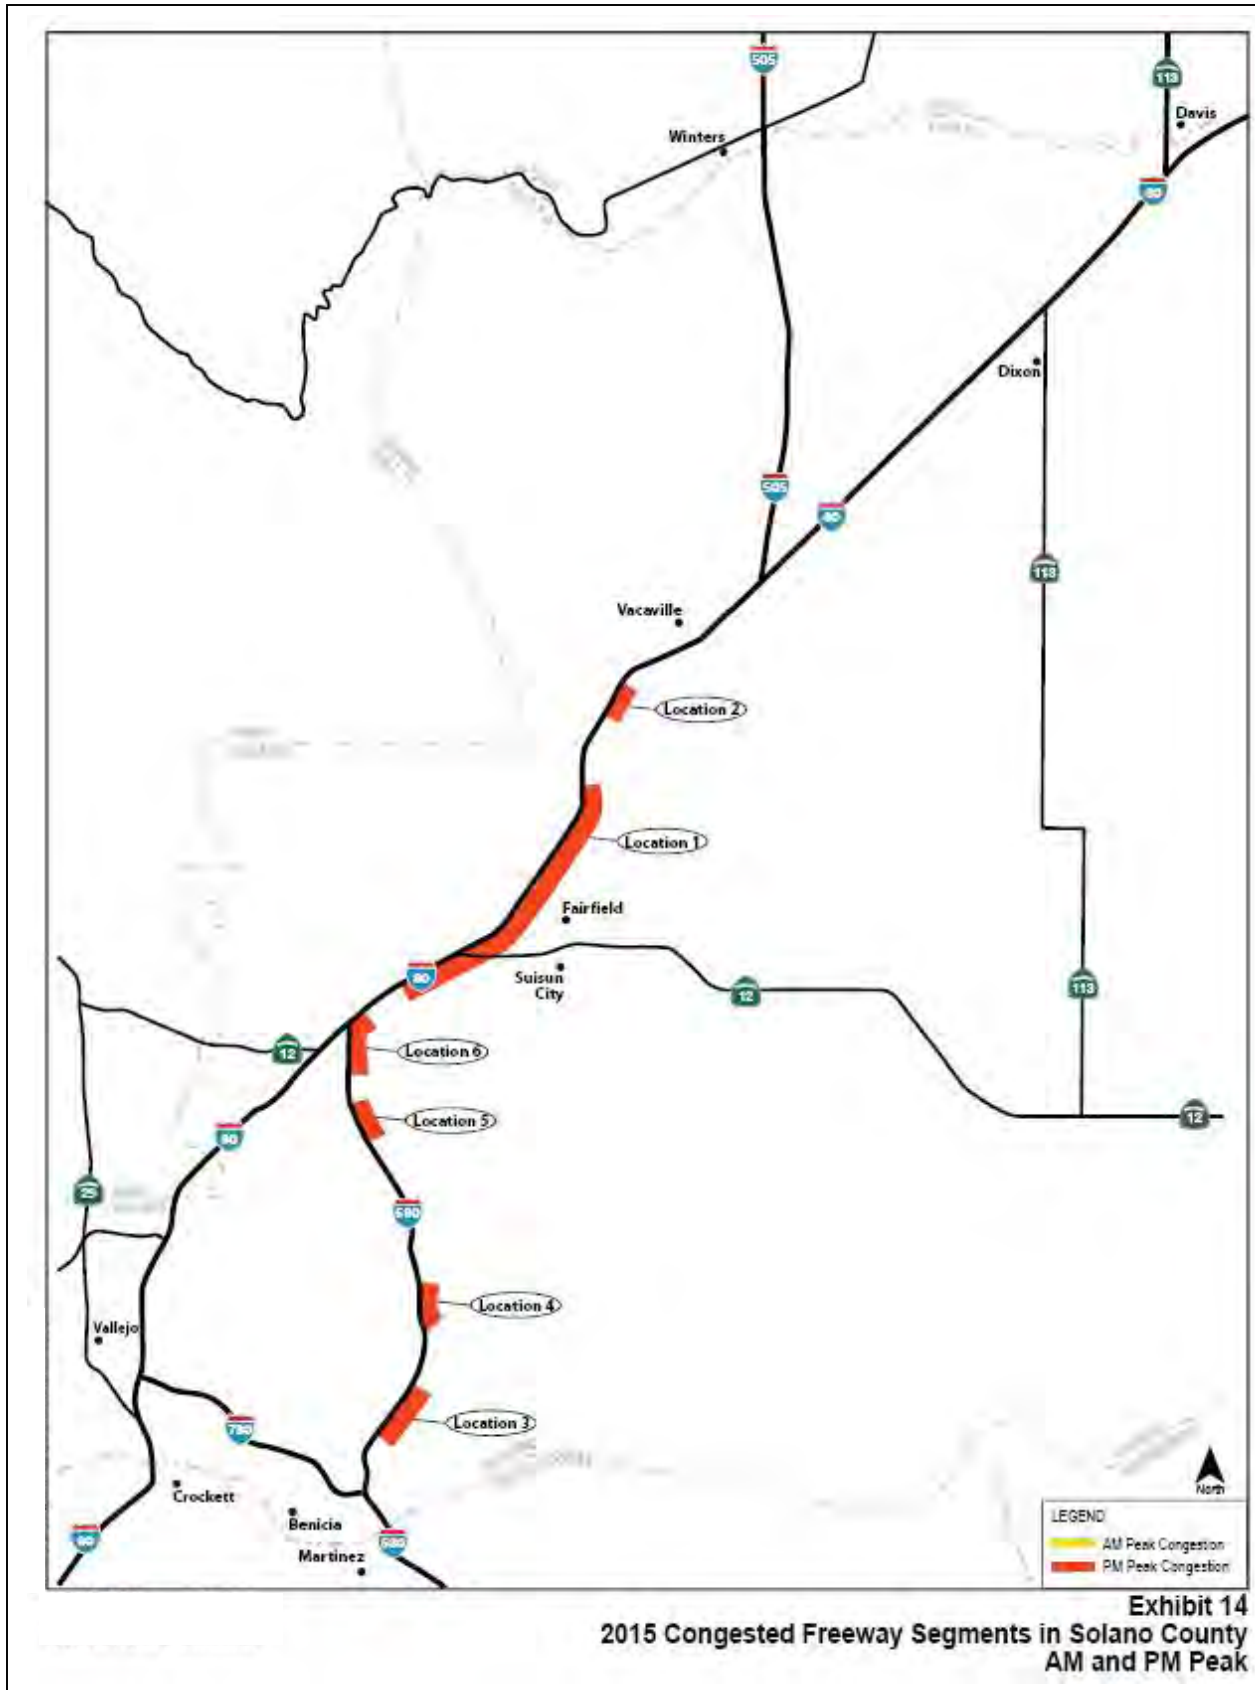 505
113
Davis
Winters
80
Dixon
505
80
113
Vacaville
Location 2
Location 1
Fairfield
Suisun
City
80
12
113
12
Location 6
12
Location 5
80
29
680
Location 4
Vallejo
Location 3
780
Crockett
Benicia
Martinez
80
680
North
LEGEND
AM Peak Congestion
PM Peak Congestion
Exhibit 14
2015 Congested Freeway Segments in Solano County
AM and PM Peak